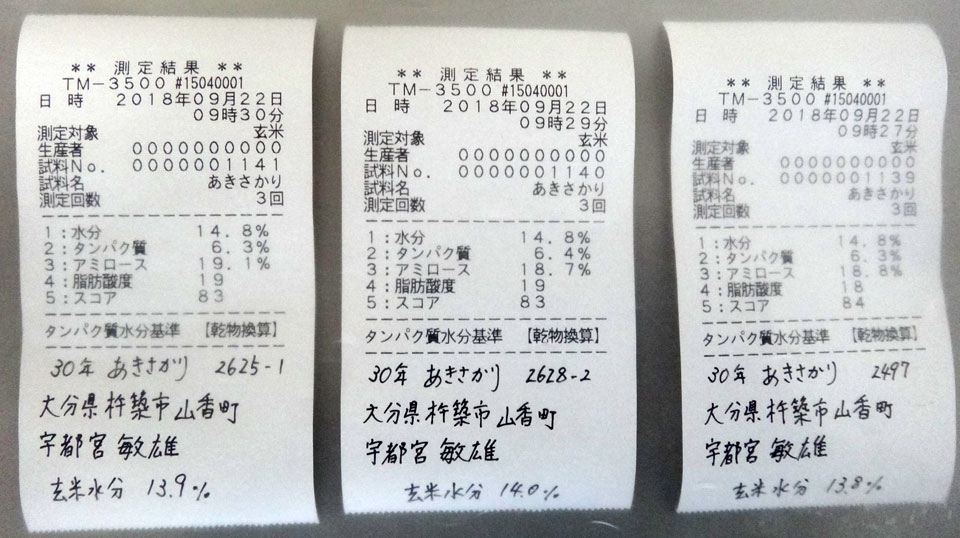 ** 測定結果 **
TM-3500 #15040001
日 時 2018年09月22日
09時30分
測定対象 玄米
生産者 0000000000
試料No. 0000001141
試料名 あきさかり
測定回数 3回
1:水分 14.8%
2:タンパク質 6.3%
3:アミロース 19.1%
4:脂肪酸度 19
5:スコア 83
タンパク質水分基準 【乾物換算】
30年 あきさかり 2625-1
大分県杵築市山香町
宇都宮 敏雄
玄米水分 13.9%
** 測定結果 **
TM-3500 #15040001
日 時 2018年09月22日
09時29分
測定対象 玄米
生産者 0000000000
試料No. 0000001140
試料名 あきさかり
測定回数 3回
1:水分 14.8%
2:タンパク質 6.4%
3:アミロース 18.7%
4:脂肪酸度 19
5:スコア 83
タンパク質水分基準 【乾物換算】
30年 あきさかり 2628-2
大分県杵築市山香町
宇都宮 敏雄
玄米水分 14.0%
** 測定結果 **
TM-3500 #15040001
日 時 2018年09月22日
09時27分
測定対象 玄米
生産者 0000000000
試料No. 0000001139
試料名 あきさかり
測定回数 3回
1:水分 14.8%
2:タンパク質 6.3%
3:アミロース 18.8%
4:脂肪酸度 18
5:スコア 84
タンパク質水分基準 【乾物換算】
30年 あきさかり 2497
大分県杵築市山香町
宇都宮 敏雄
玄米水分 13.8%